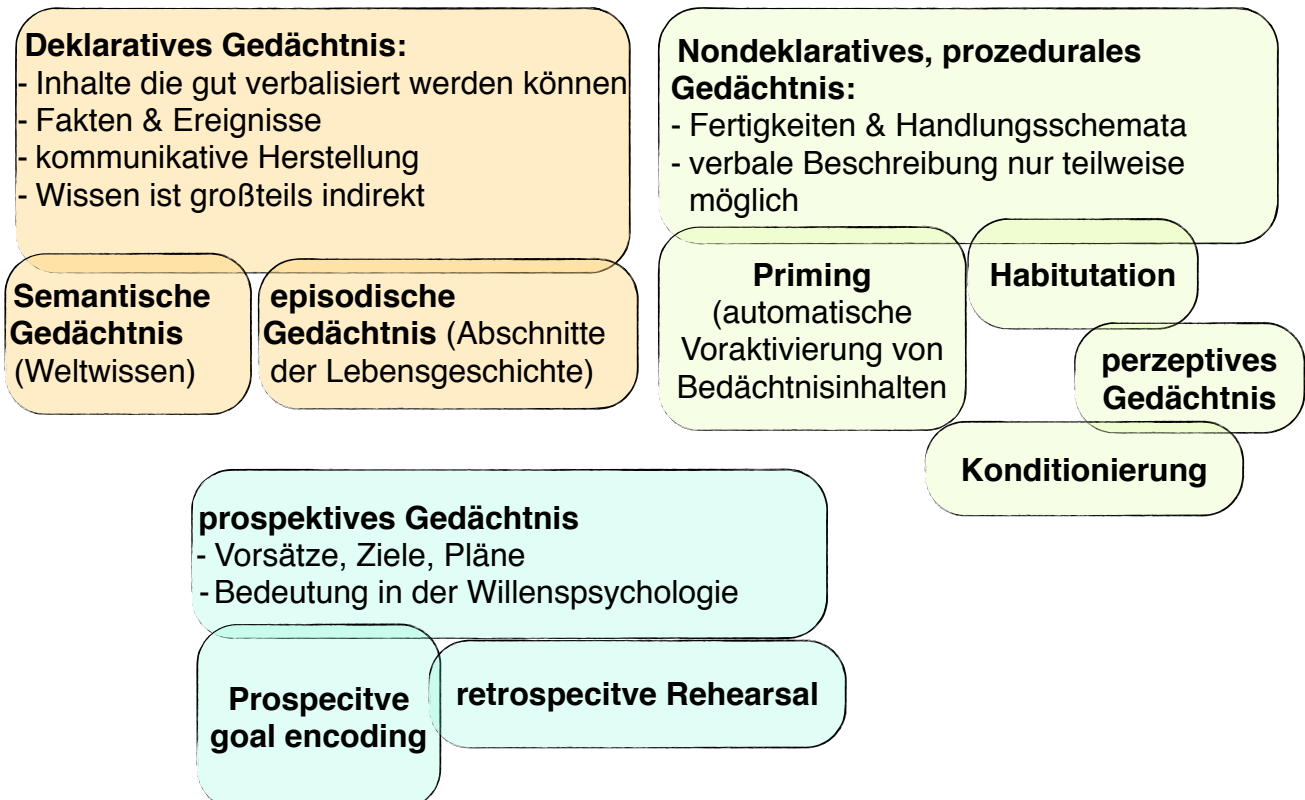 Deklaratives Gedächtnis:
- Inhalte die gut verbalisiert werden können
- Fakten & Ereignisse
- kommunikative Herstellung
- Wissen ist großteils indirekt
Semantische
Gedächtnis
(Weltwissen)
episodische
Gedächtnis (Abschnitte
der Lebensgeschichte)
Nondeklaratives, prozedurales
Gedächtnis:
- Fertigkeiten & Handlungsschemata
- verbale Beschreibung nur teilweise
möglich
Priming
(automatische
Voraktivierung von
Bedächtnisinhalten
Habitutation
perzeptives
Gedächtnis
Konditionierung
prospektives Gedächtnis
- Vorsätze, Ziele, Pläne
- Bedeutung in der Willenspsychologie
Prospecitve
goal encoding
retrospecitve Rehearsal